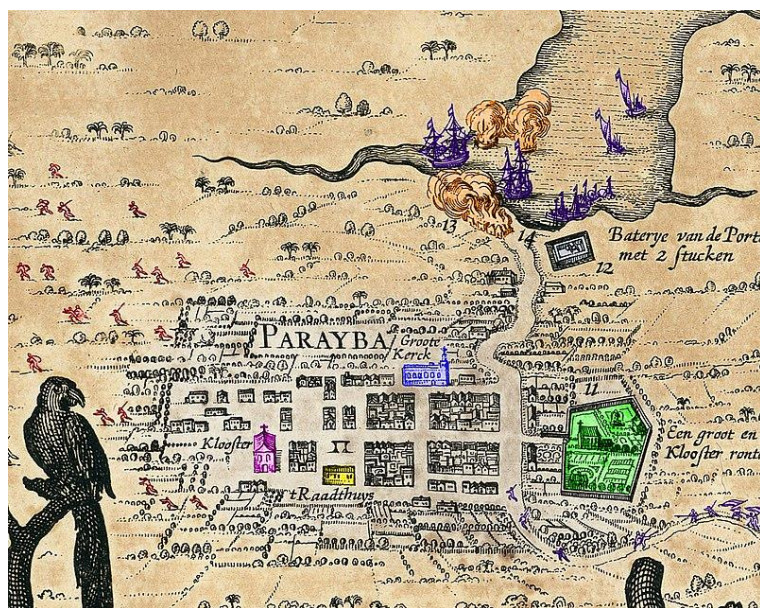 13
14
Baterye van de Port
met 2 stucken
12
PARAYBA
Groote
Kerck
11
Een groot en
Klooster ront
Klooster
tRaadthuys